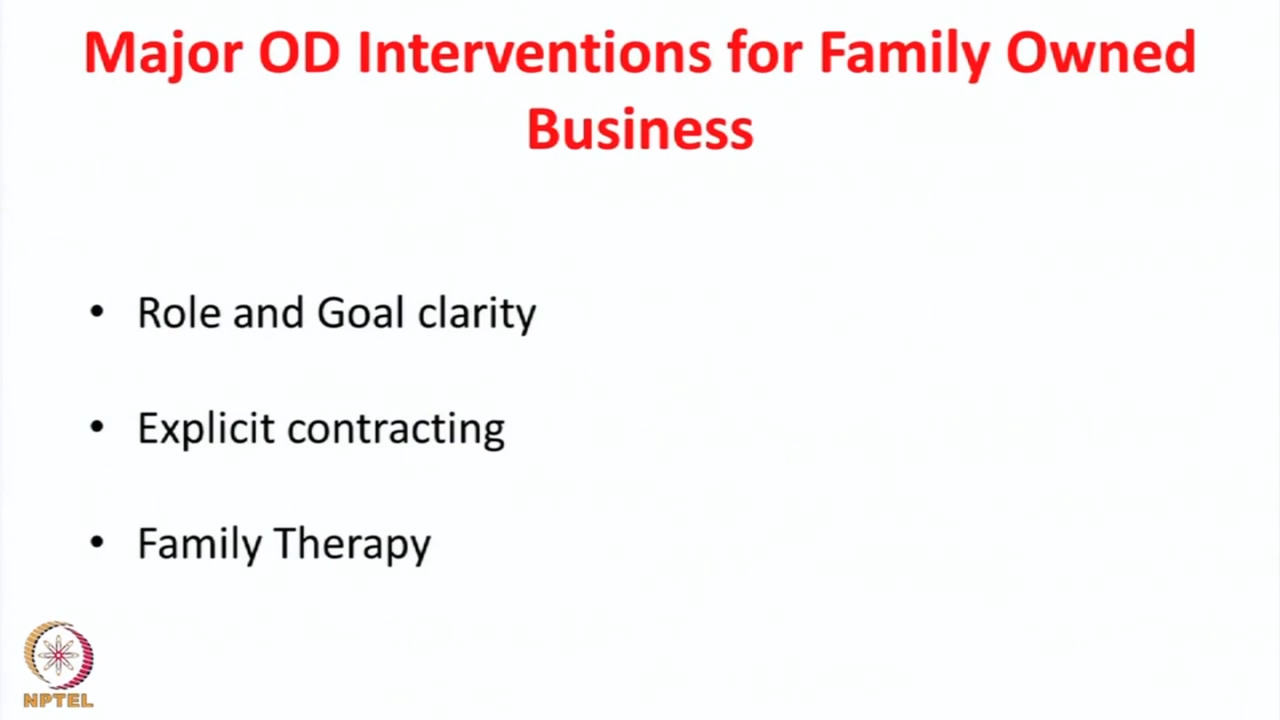 Major OD Interventions for Family Owned
Business
• Role and Goal clarity
• Explicit contracting
• Family Therapy
NPTEL